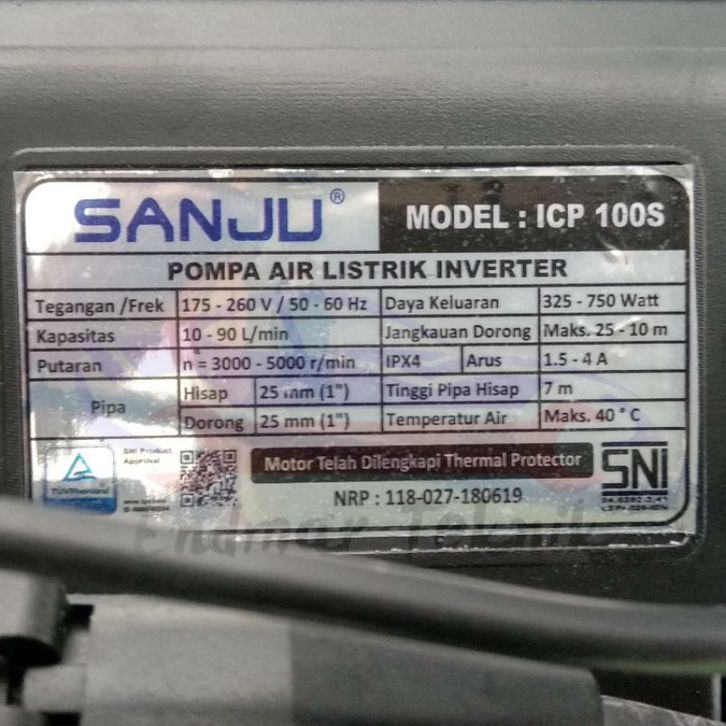 SANJU®
MODEL : ICP 100S
POMPA AIR LISTRIK INVERTER
Tegangan /Frek 175 - 260 V / 50 - 60 Hz Daya Keluaran 325 - 750 Watt
Kapasitas 10 - 90 L/min Jangkauan Dorong Maks. 25 - 10 m
Putaran n = 3000 - 5000 r/min IPX4 Arus 1.5 - 4 A
Pipa Hisap 25 mm (1") Tinggi Pipa Hisap 7 m
Dorong 25 mm (1") Temperatur Air Maks. 40 ° C
TÜVRheinland
SNI Product
Approval
Motor Telah Dilengkapi Thermal Protector
NRP : 118-027-180619
SNI
Endmar Teknik